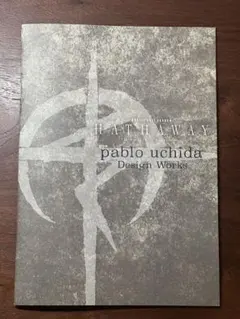 HATHAWAY
pablo uchida
Design Works